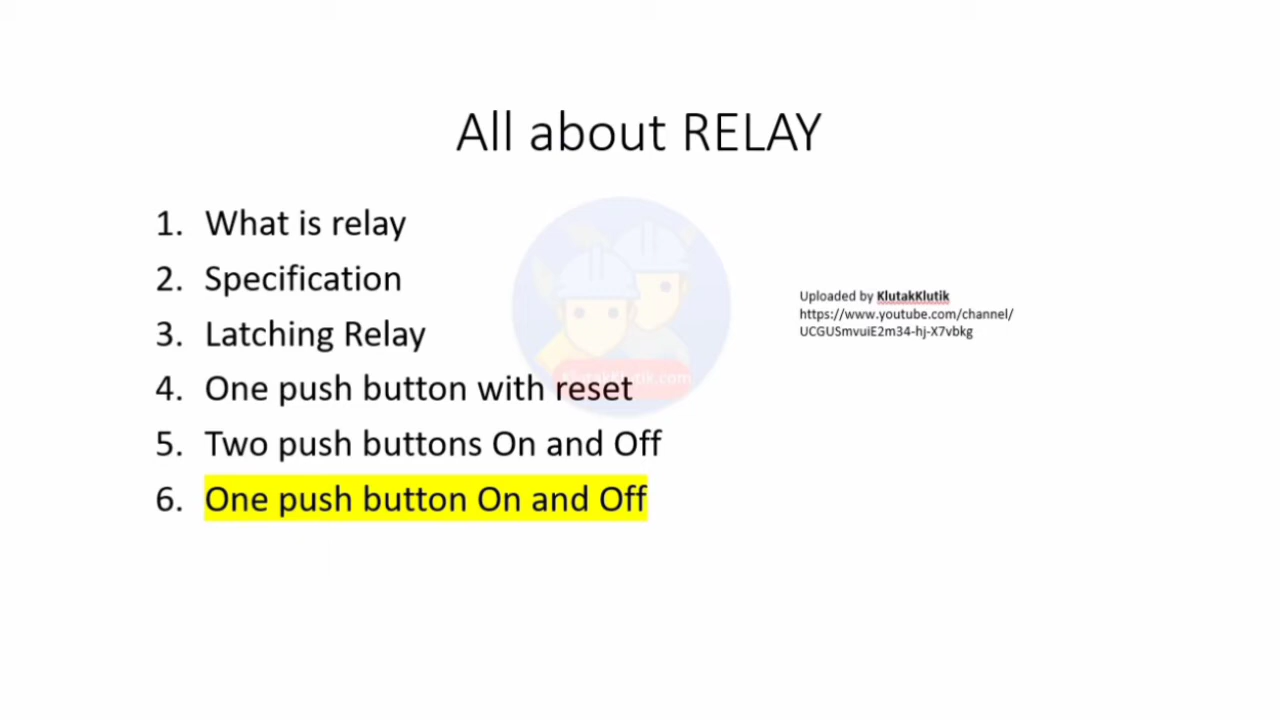 All about RELAY
1. What is relay
2. Specification
3. Latching Relay
4. One push button with reset
5. Two push buttons On and Off
6. One push button On and Off
Uploaded by KlutakKlutik
https://www.youtube.com/channel/
UCGUSmvuiE2m34-hj-X7vbkg
KlutakKlutik.com